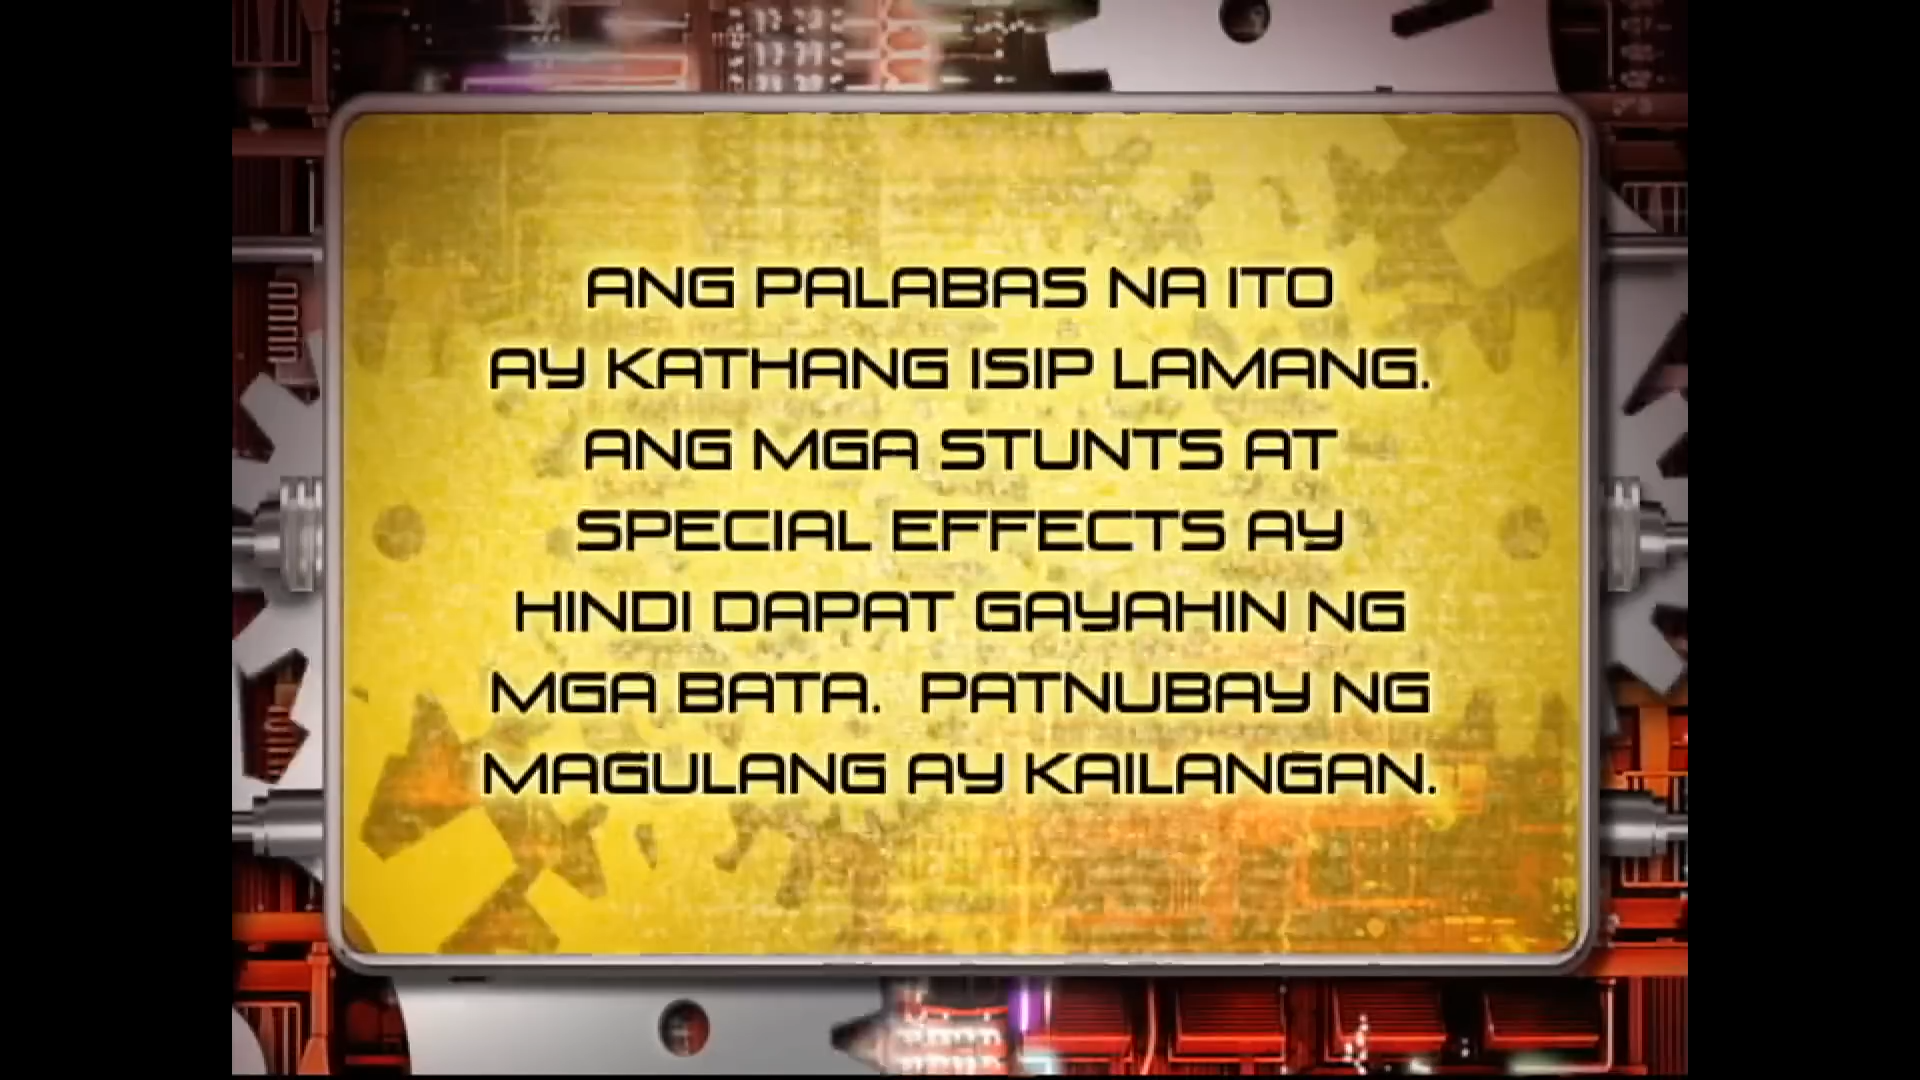 ANG PALABAS NA ITO
AY KATHANG ISIP LAMANG.
ANG MGA STUNTS AT
SPECIAL EFFECTS AY
HINDI DAPAT GAYAHIN NG
MGA BATA.  PATNUBAY NG
MAGULANG AY KAILANGAN.